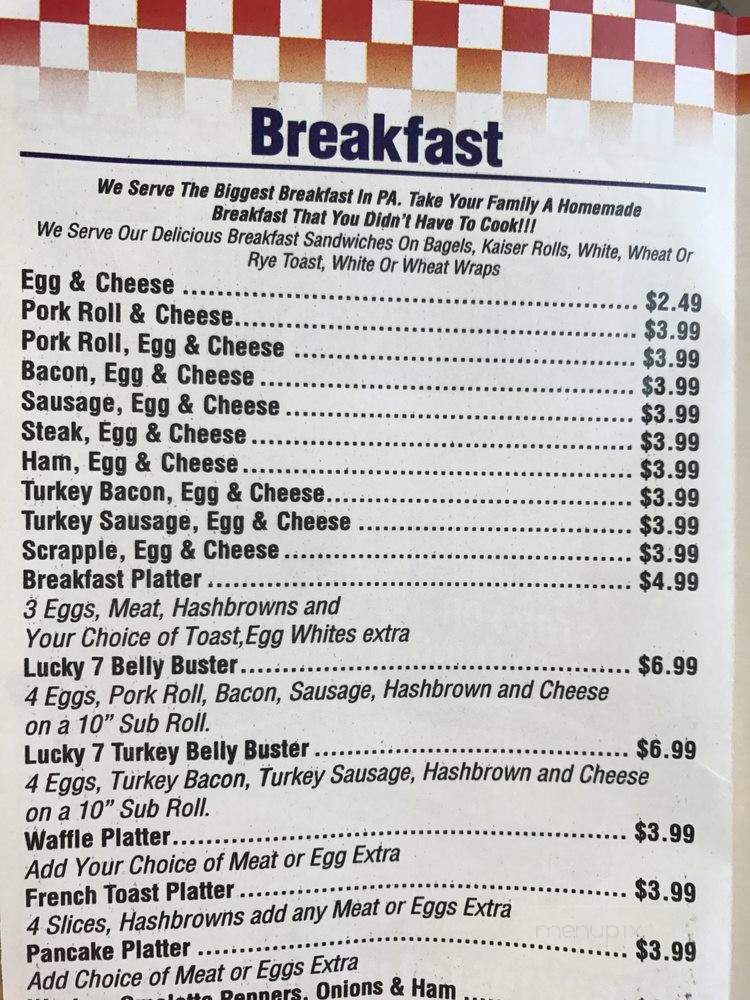 Breakfast
We Serve The Biggest Breakfast In PA. Take Your Family A Homemade
Breakfast That You Didn't Have To Cook!!!
We Serve Our Delicious Breakfast Sandwiches On Bagels, Kaiser Rolls, White, Wheat Or
Rye Toast, White Or Wheat Wraps
Egg & Cheese ........ $2.49
Pork Roll & Cheese........ $3.99
Pork Roll, Egg & Cheese ........ $3.99
Bacon, Egg & Cheese ........ $3.99
Sausage, Egg & Cheese ........ $3.99
Steak, Egg & Cheese ........ $3.99
Ham, Egg & Cheese........ $3.99
Turkey Bacon, Egg & Cheese........ $3.99
Turkey Sausage, Egg & Cheese ........ $3.99
Scrapple, Egg & Cheese ........ $3.99
Breakfast Platter ........ $4.99
3 Eggs, Meat, Hashbrowns and
Your Choice of Toast,Egg Whites extra
Lucky 7 Belly Buster........ $6.99
4 Eggs, Pork Roll, Bacon, Sausage, Hashbrown and Cheese
on a 10" Sub Roll.
Lucky 7 Turkey Belly Buster ........ $6.99
4 Eggs, Turkey Bacon, Turkey Sausage, Hashbrown and Cheese
on a 10" Sub Roll.
Waffle Platter........ $3.99
Add Your Choice of Meat or Egg Extra
French Toast Platter ........ $3.99
4 Slices, Hashbrowns add any Meat or Eggs Extra
menupix
Pancake Platter ........ $3.99
Add Choice of Meat or Eggs Extra
Peppers, Onions & Ham